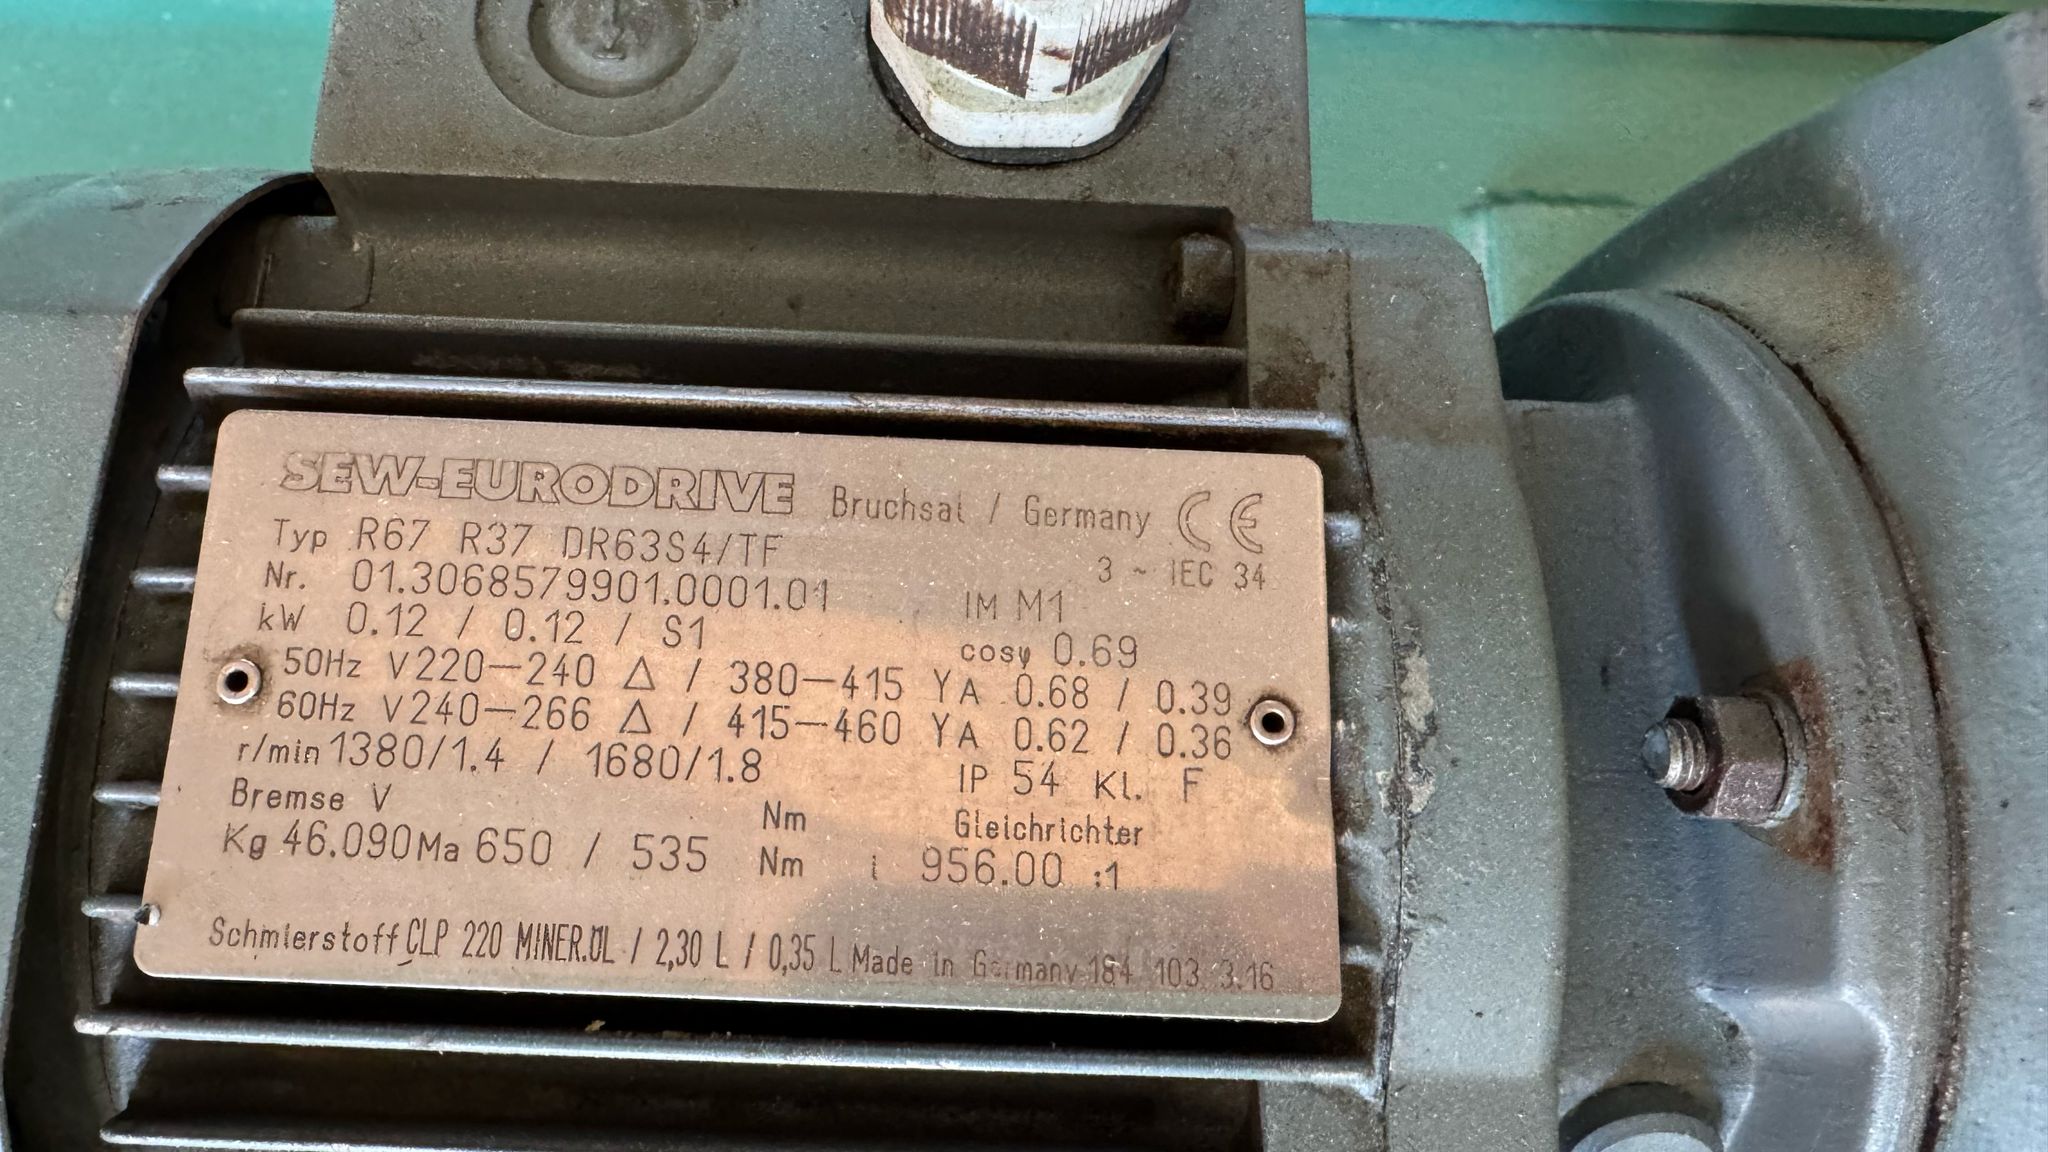 SEW-EURODRIVE Bruchsal / Germany CE
Typ R67 R37 DR63S4/TF 3 ~ IEC 34
Nr. 01.3068579901.0001.01 IM M1
kW 0.12 / 0.12 / S1 cosφ 0.69
50Hz V 220-240 Δ / 380-415 Y A 0.68 / 0.39
60Hz V 240-266 Δ / 415-460 Y A 0.62 / 0.36
r/min 1380/1.4 / 1680/1.8 IP 54 Kl. F
Bremse V Nm Gleichrichter
Kg 46.090 Ma 650 / 535 Nm i 956.00 :1
Schmierstoff CLP 220 MINER.ÖL / 2,30 L / 0,35 L Made in Germany 184 103 3.16